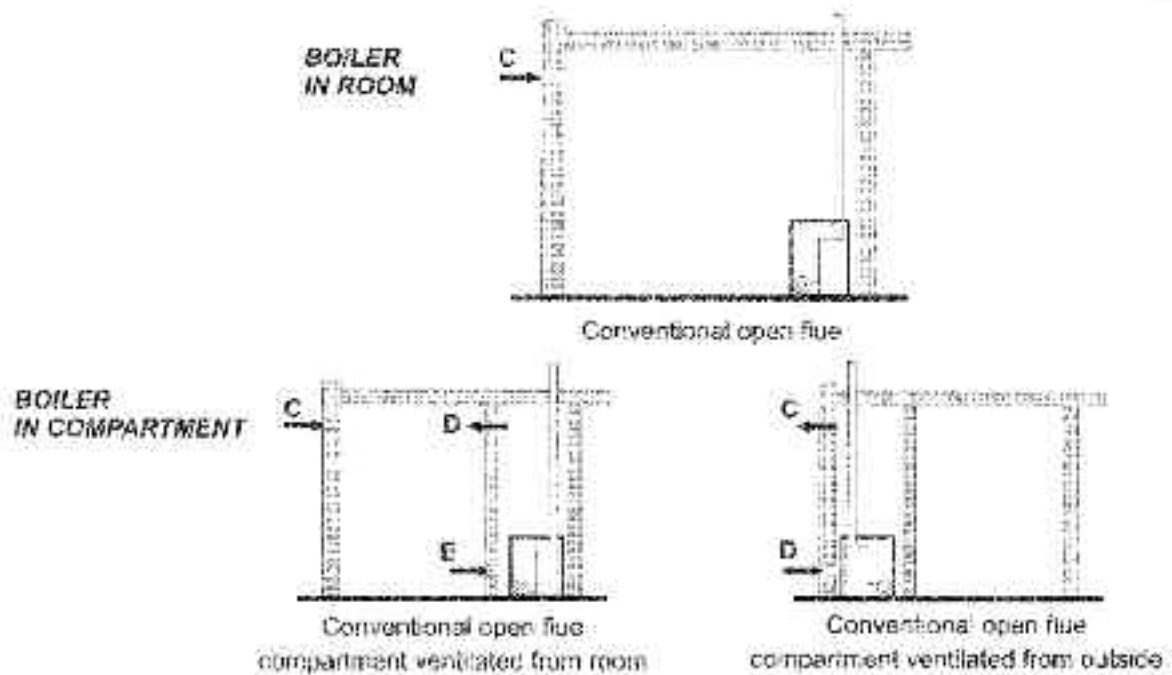 BOILER
IN ROOM
C
Conventional open flue
BOILER
IN COMPARTMENT
C
D
E
Conventional open flue
compartment ventilated from room
C
D
Conventional open flue
compartment ventilated from outside